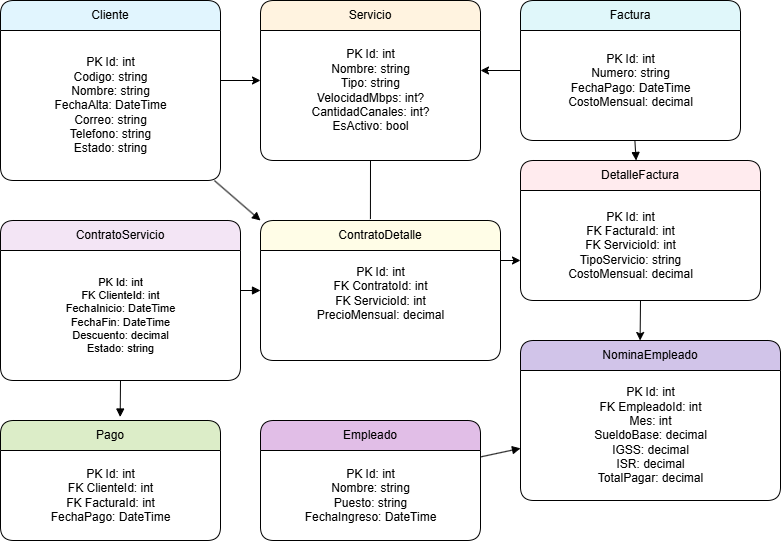 Cliente
PK Id: int
Codigo: string
Nombre: string
FechaAlta: DateTime
Correo: string
Telefono: string
Estado: string
Servicio
PK Id: int
Nombre: string
Tipo: string
VelocidadMbps: int?
CantidadCanales: int?
EsActivo: bool
Factura
PK Id: int
Numero: string
FechaPago: DateTime
CostoMensual: decimal
DetalleFactura
PK Id: int
FK FacturaId: int
FK ServicioId: int
TipoServicio: string
CostoMensual: decimal
ContratoServicio
PK Id: int
FK ClienteId: int
FechaInicio: DateTime
FechaFin: DateTime
Descuento: decimal
Estado: string
ContratoDetalle
PK Id: int
FK ContratoId: int
FK ServicioId: int
PrecioMensual: decimal
NominaEmpleado
PK Id: int
FK EmpleadoId: int
Mes: int
SueldoBase: decimal
IGSS: decimal
ISR: decimal
TotalPagar: decimal
Pago
PK Id: int
FK ClienteId: int
FK FacturaId: int
FechaPago: DateTime
Empleado
PK Id: int
Nombre: string
Puesto: string
FechaIngreso: DateTime